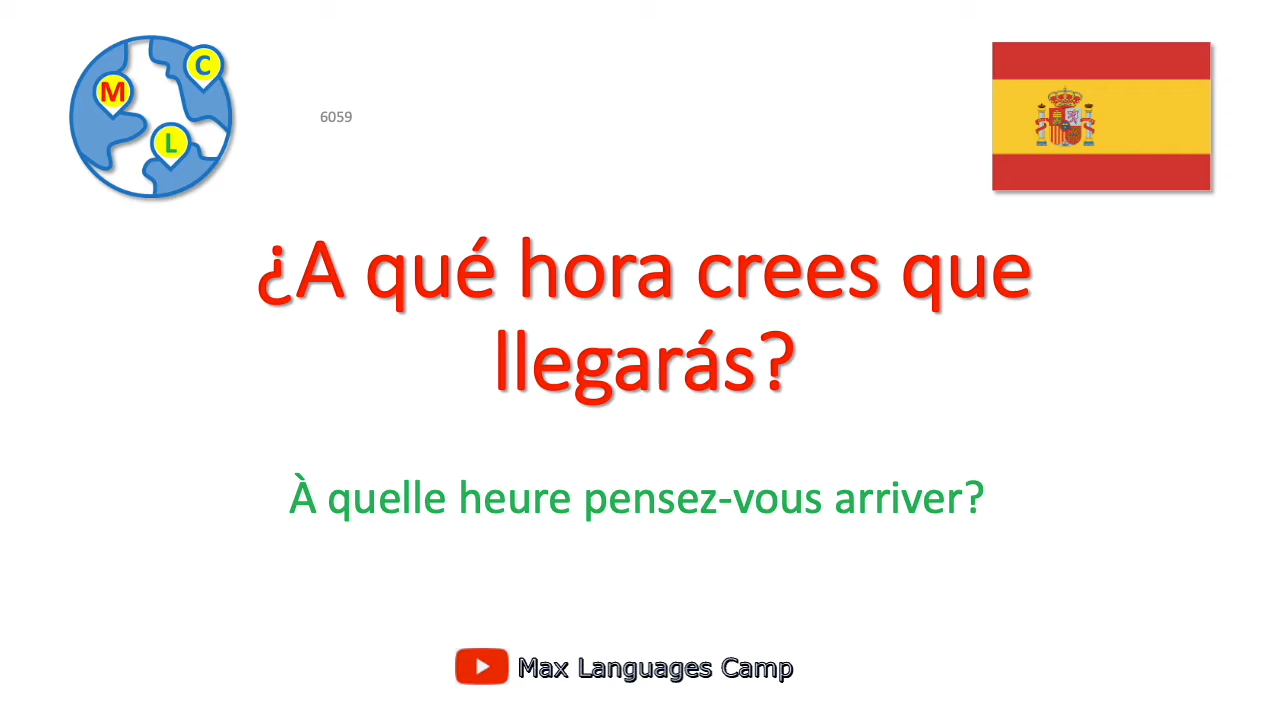 C
M
L
6059
¿A qué hora crees que
llegarás?
À quelle heure pensez-vous arriver?
Max Languages Camp